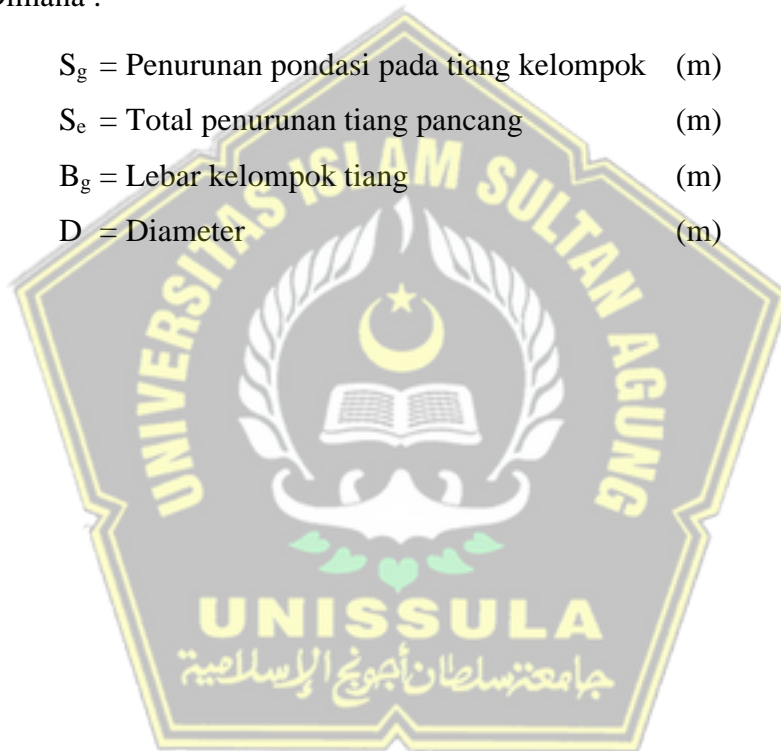 Dimana :
Sg = Penurunan pondasi pada tiang kelompok (m)
Se = Total penurunan tiang pancang (m)
Bg = Lebar kelompok tiang (m)
D = Diameter (m)
UNIVERSITAS ISLAM SULTAN AGUNG
UNISSULA
جامعة سلطان أجونج الإسلامية